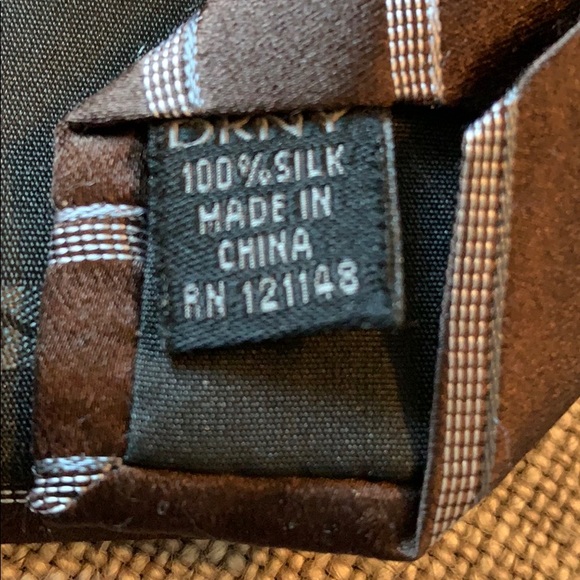 DKNY
100% SILK
MADE IN
CHINA
RN 121148